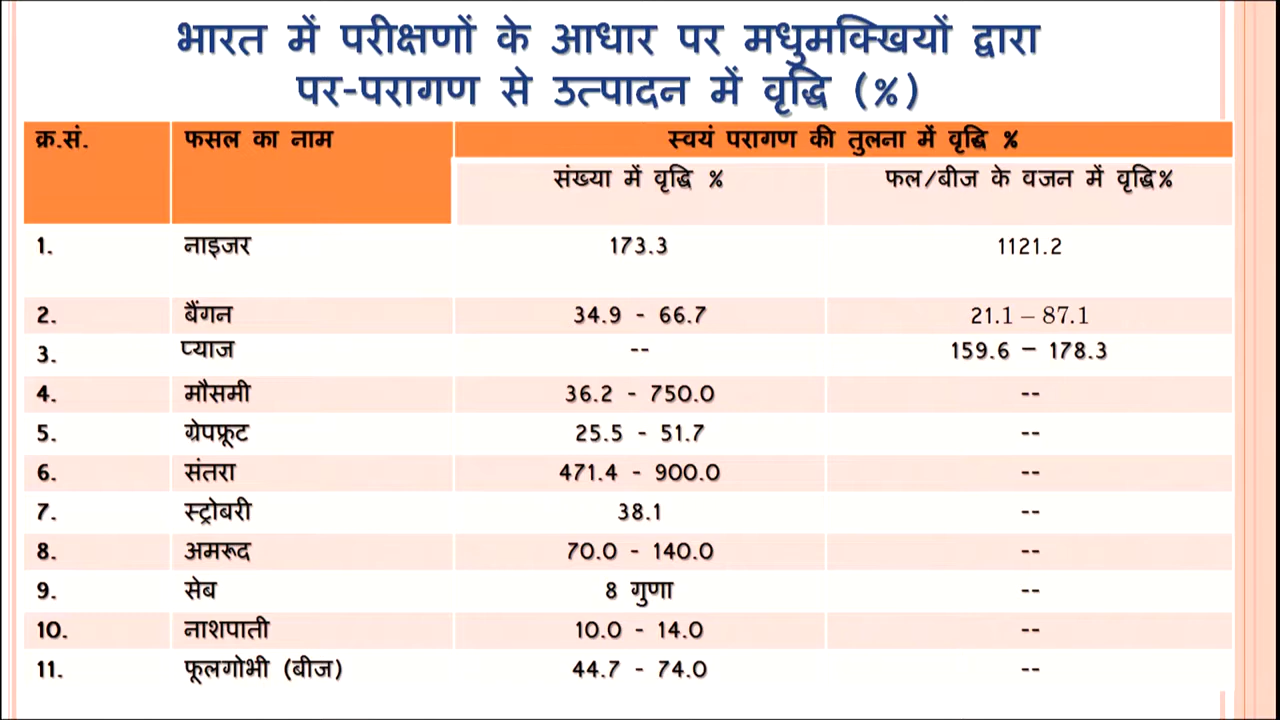 भारत में परीक्षणों के आधार पर मधुमक्खियों द्वारा
पर-परागण से उत्पादन में वृद्धि (%)
क्र.सं. फसल का नाम स्वयं परागण की तुलना में वृद्धि %
संख्या में वृद्धि % फल/बीज के वजन में वृद्धि%
1. नाइजर 173.3 1121.2
2. बैंगन 34.9 - 66.7 21.1 – 87.1
3. प्याज -- 159.6 – 178.3
4. मौसमी 36.2 - 750.0 --
5. ग्रेपफ्रूट 25.5 - 51.7 --
6. संतरा 471.4 - 900.0 --
7. स्ट्रोबरी 38.1 --
8. अमरूद 70.0 - 140.0 --
9. सेब 8 गुणा --
10. नाशपाती 10.0 - 14.0 --
11. फूलगोभी (बीज) 44.7 - 74.0 --